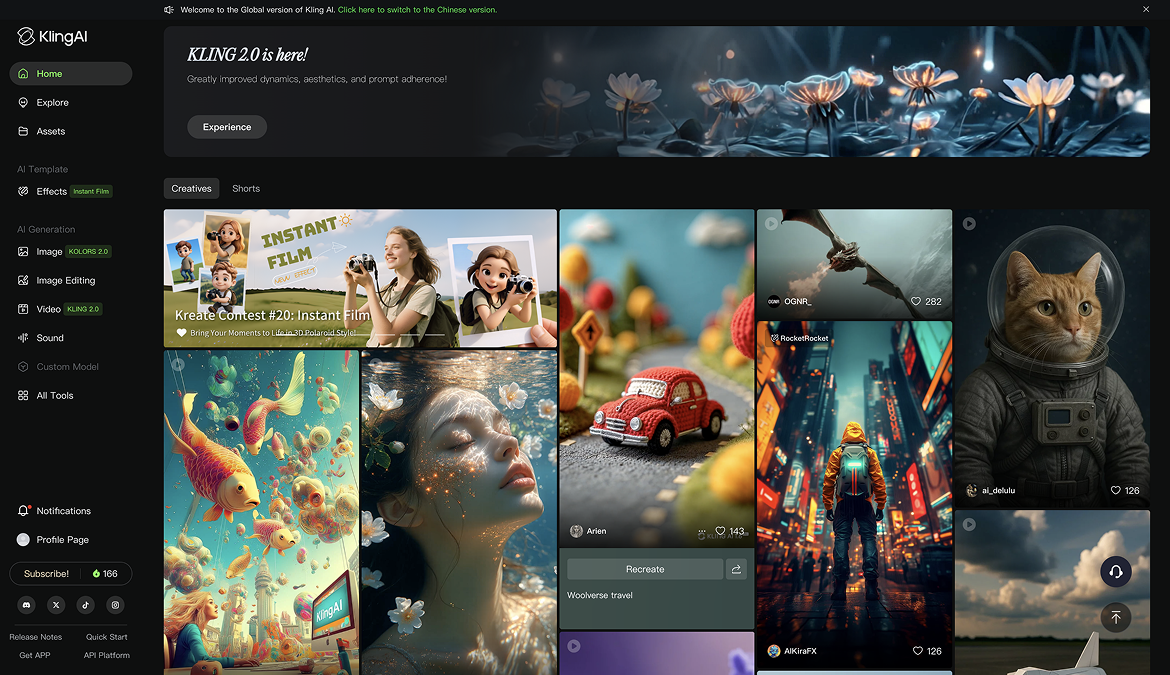 Welcome to the Global version of Kling AI. Click here to switch to the Chinese version.
KlingAI
Home
Explore
Assets
AI Template
Effects Instant Film
AI Generation
Image KOLORS 2.0
Image Editing
Video KLING 2.0
Sound
Custom Model
All Tools
Notifications
Profile Page
Subscribe! 166
Release Notes Quick Start
Get APP API Platform
KLING 2.0 is here!
Greatly improved dynamics, aesthetics, and prompt adherence!
Experience
Creatives Shorts
INSTANT
FILM
NEW EFFECT
Kreate Contest #20: Instant Film
Bring Your Moments to Life in 3D Polaroid Style!
KlingAI
Arien 143
Recreate
Woolverse travel
OGNR OGNR_ 282
RocketRocket
AIKiraFX 126
ai_delulu 126